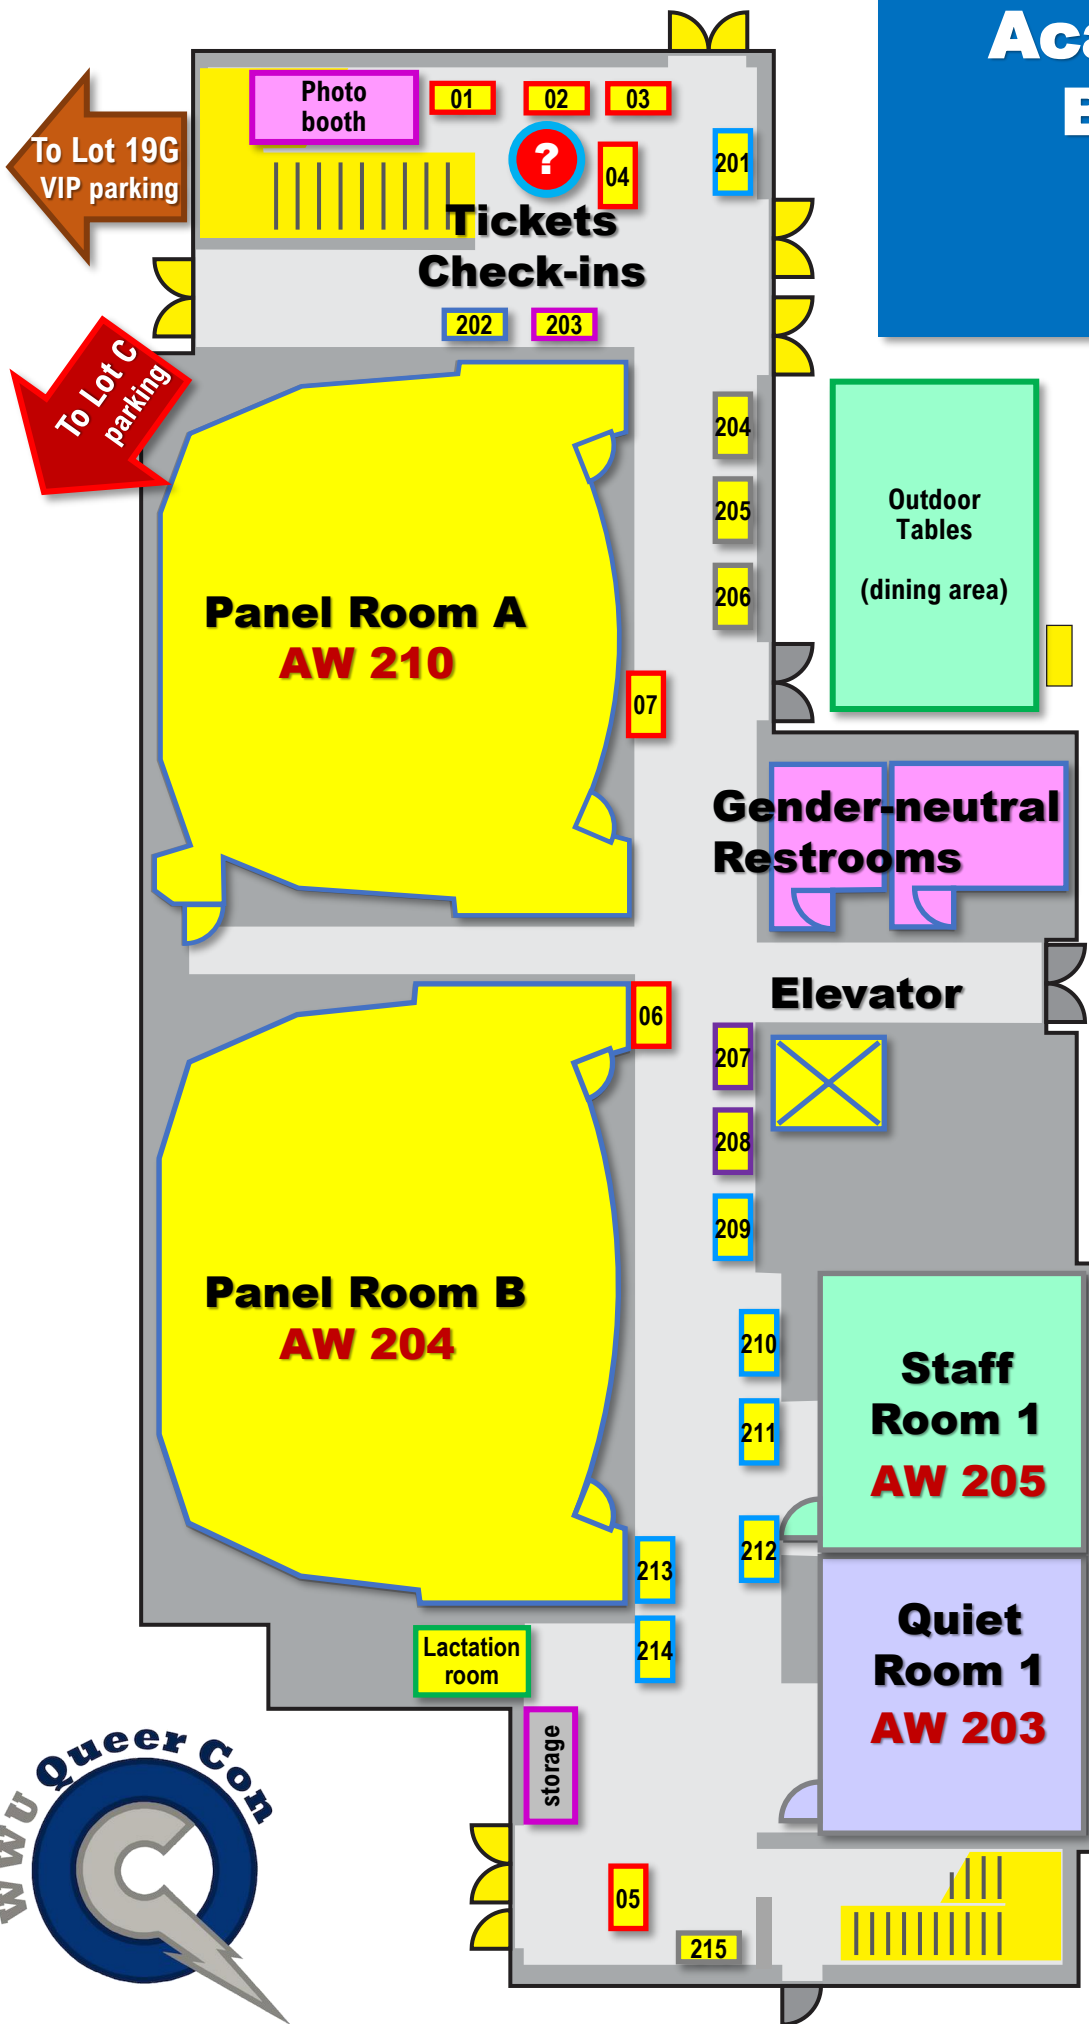 Photo
booth
01
02
03
?
04
201
To Lot 19G
VIP parking
Tickets
Check-ins
202
203
To Lot C
parking
204
205
206
Outdoor
Tables
(dining area)
Panel Room A
AW 210
07
Gender-neutral
Restrooms
Elevator
06
207
208
209
Panel Room B
AW 204
210
211
212
Staff
Room 1
AW 205
213
214
Quiet
Room 1
AW 203
Lactation
room
storage
WWU Queer Con
05
215